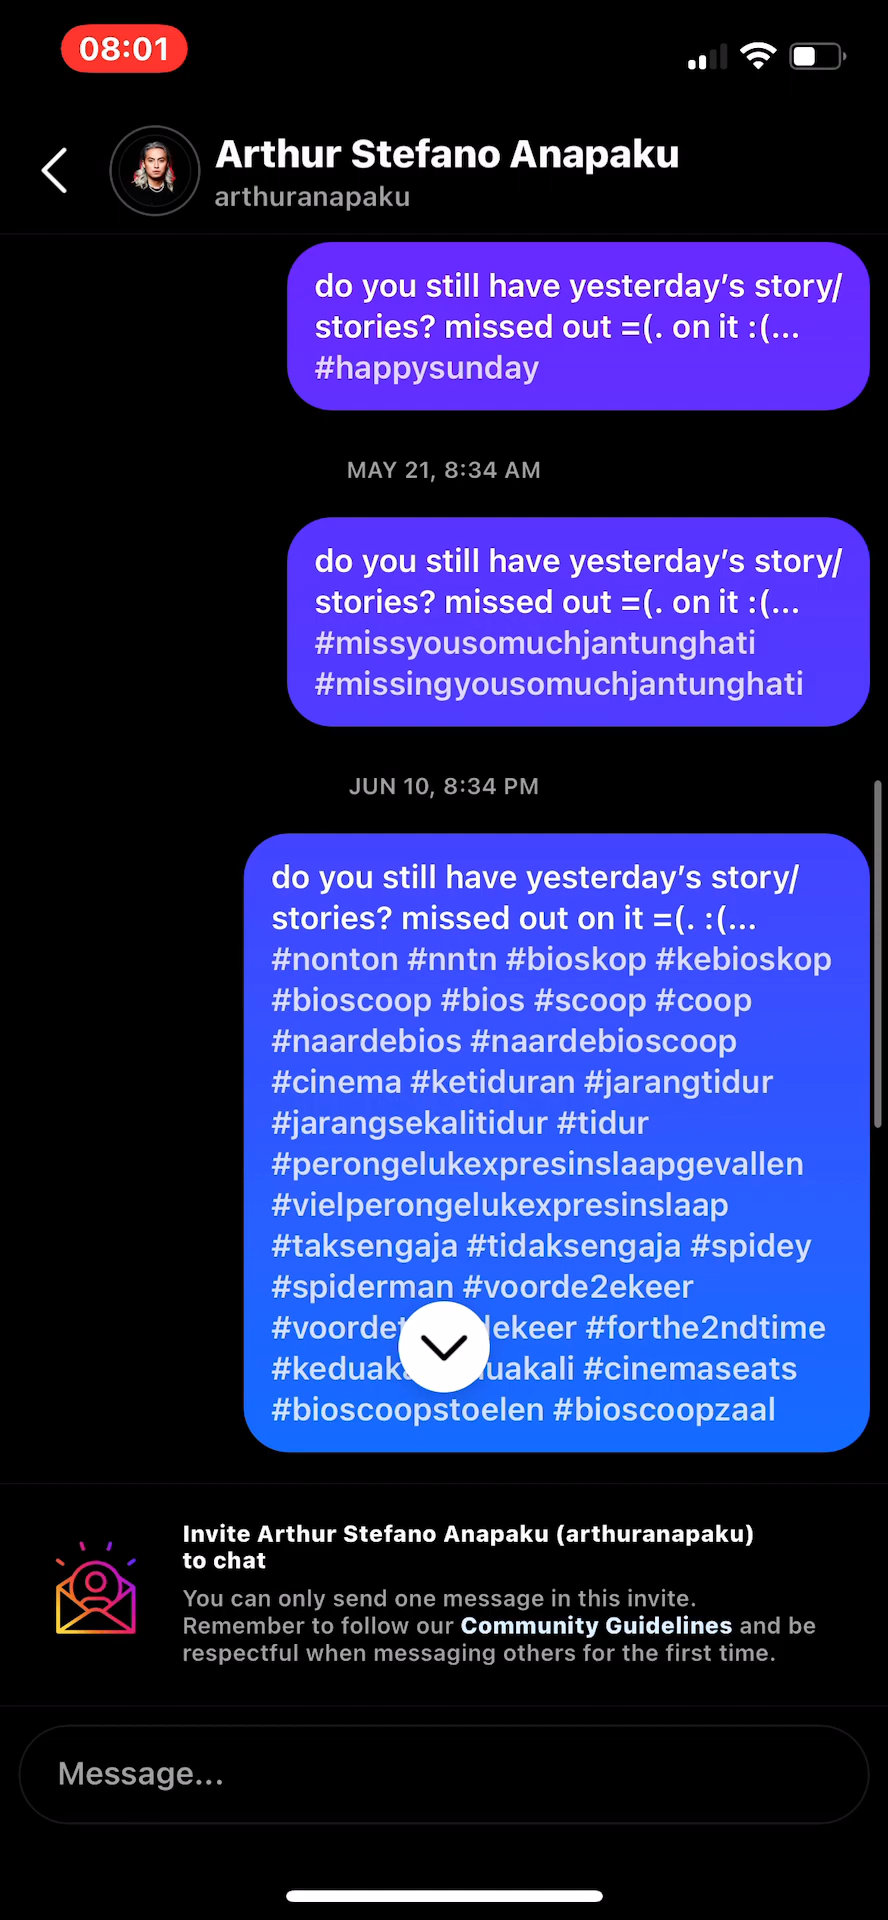 08:01
Arthur Stefano Anapaku
arthuranapaku
do you still have yesterday’s story/
stories? missed out =(. on it :(...
#happysunday
MAY 21, 8:34 AM
do you still have yesterday’s story/
stories? missed out =(. on it :(...
#missyousomuchjantunghati
#missingyousomuchjantunghati
JUN 10, 8:34 PM
do you still have yesterday’s story/
stories? missed out on it =(. :(...
#nonton #nntn #bioskop #kebioskop
#bioscoop #bios #scoop #coop
#naardebios #naardebioscoop
#cinema #ketiduran #jarangtidur
#jarangsekalitidur #tidur
#perongelukexpresinslaapgevallen
#vielperongelukexpresinslaap
#taksengaja #tidaksengaja #spidey
#spiderman #voorde2ekeer
#forthe2ndtime
#cinemaseats
#bioscoopstoelen #bioscoopzaal
Invite Arthur Stefano Anapaku (arthuranapaku)
to chat
You can only send one message in this invite.
Remember to follow our Community Guidelines and be
respectful when messaging others for the first time.
Message...